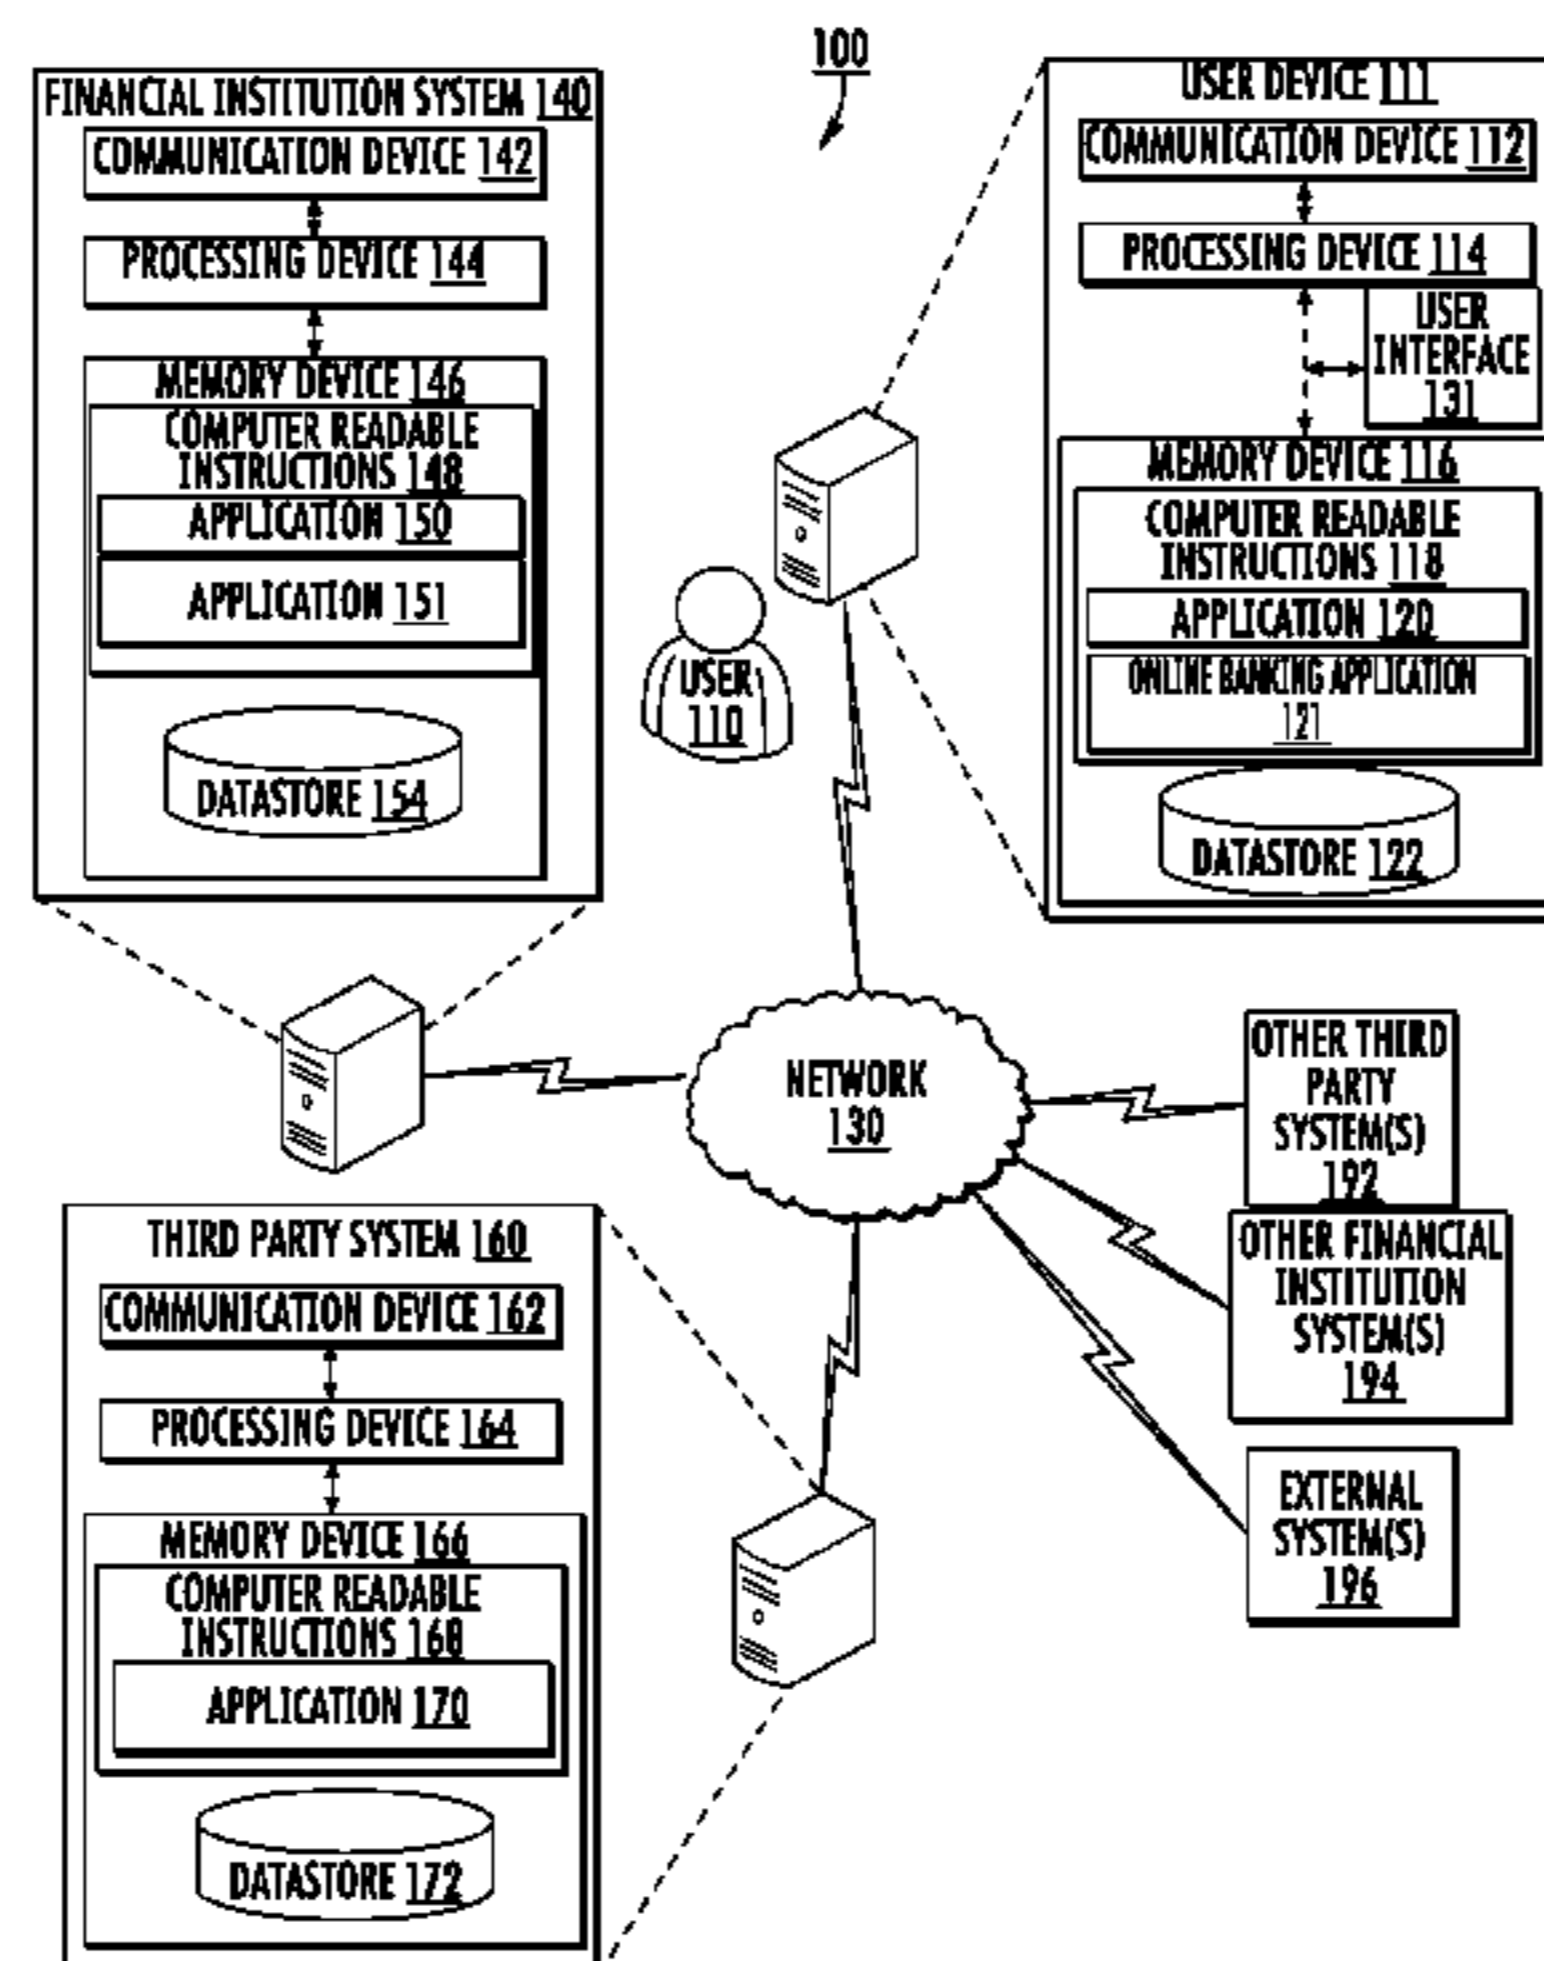 100
FINANCIAL INSTITUTION SYSTEM 140
COMMUNICATION DEVICE 142
PROCESSING DEVICE 144
MEMORY DEVICE 146
COMPUTER READABLE
INSTRUCTIONS 148
APPLICATION 150
APPLICATION 151
DATASTORE 154
USER DEVICE 111
COMMUNICATION DEVICE 112
PROCESSING DEVICE 114
USER
INTERFACE
131
MEMORY DEVICE 116
COMPUTER READABLE
INSTRUCTIONS 118
APPLICATION 120
ONLINE BANKING APPLICATION
121
DATASTORE 122
USER
110
NETWORK
130
OTHER THIRD
PARTY
SYSTEM(S)
192
OTHER FINANCIAL
INSTITUTION
SYSTEM(S)
194
EXTERNAL
SYSTEM(S)
196
THIRD PARTY SYSTEM 160
COMMUNICATION DEVICE 162
PROCESSING DEVICE 164
MEMORY DEVICE 166
COMPUTER READABLE
INSTRUCTIONS 168
APPLICATION 170
DATASTORE 172